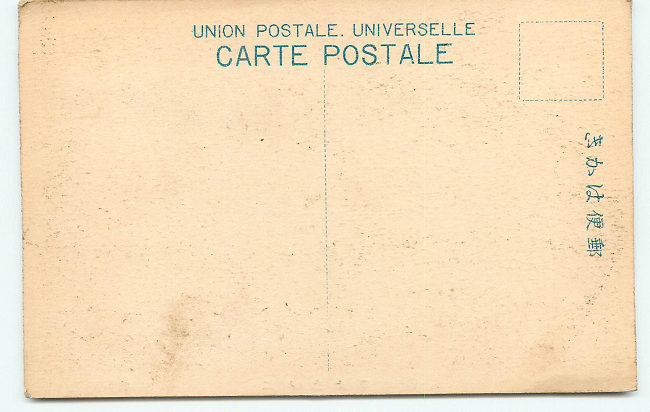 UNION POSTALE. UNIVERSELLE
CARTE POSTALE
郵便はかき